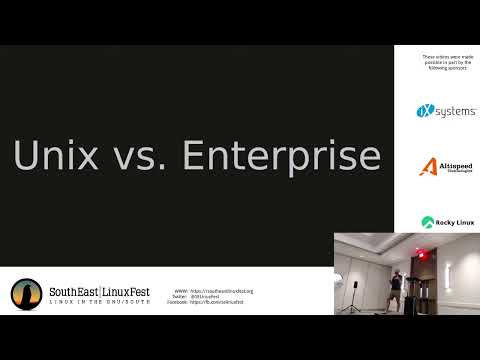 Unix vs. Enterprise
These videos were made
possible in part by the
following sponsors
iXsystems
Altispeed
Technologies
Rocky Linux
SouthEast LinuxFest
LINUX IN THE GNU/SOUTH
WWW: https://southeastlinuxfest.org
Twitter: @SELinuxFest
Facebook: https://fb.com/selinuxfest